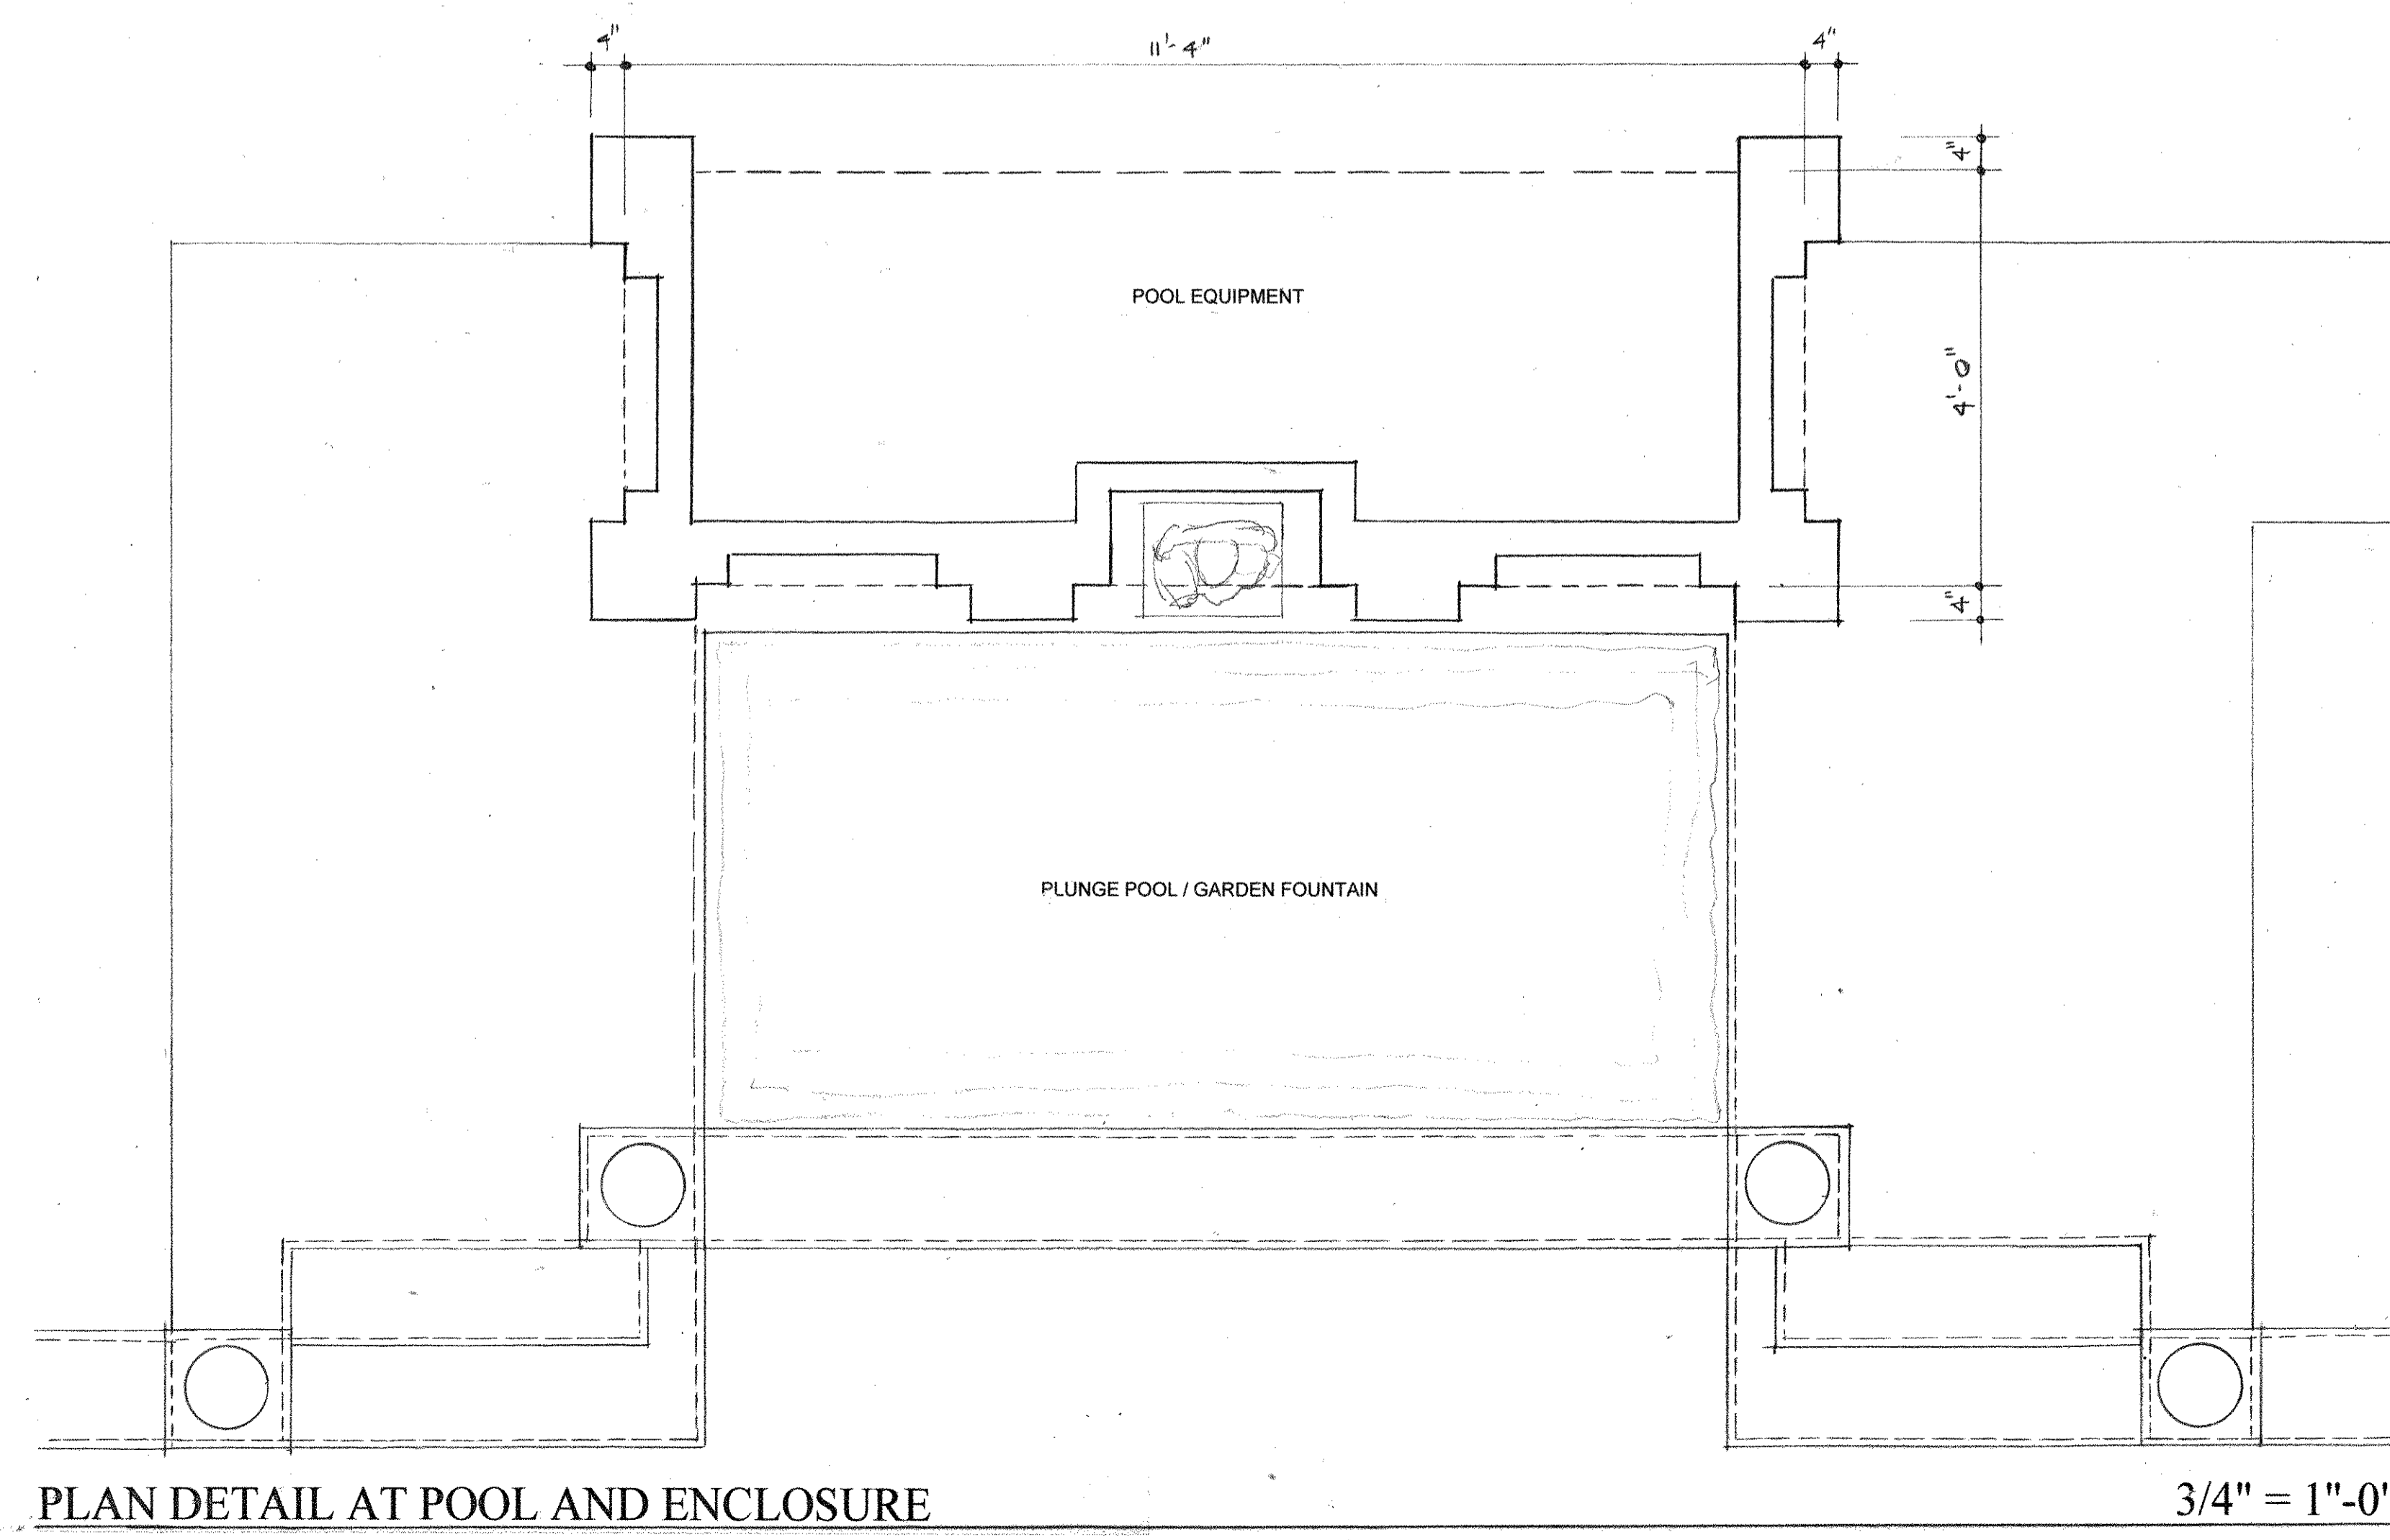 4" 11'-4" 4"
4"
POOL EQUIPMENT
4'-0"
4"
PLUNGE POOL / GARDEN FOUNTAIN
PLAN DETAIL AT POOL AND ENCLOSURE
3/4" = 1"-0'